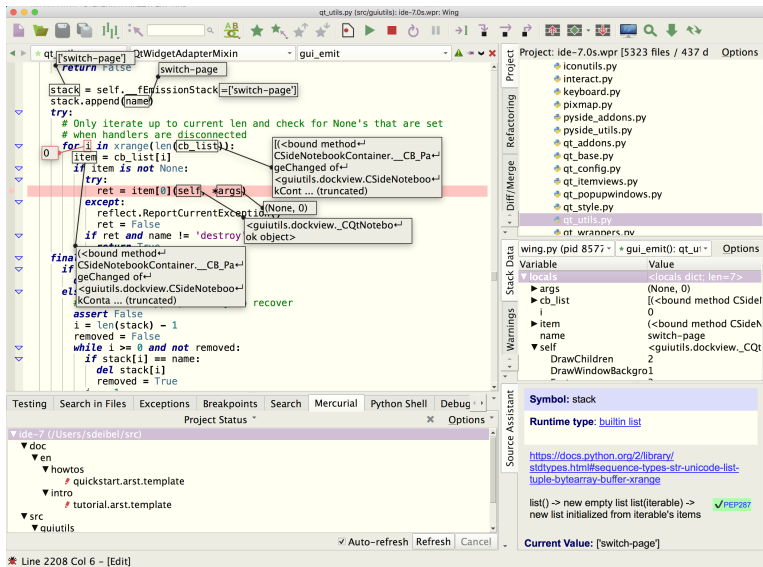 qt_utils.py (src/guiutils): ide-7.0s.wpr: Wing
gui_emit
Project: ide-7.0s.wpr [5323 files / 437 d
Options
QtWidgetAdapterMixin
['switch-page']
return False
switch-page
stack = self.__fEmissionStack
=['switch-page']
stack.append(name)
try:
# Only iterate up to current len and check for None's that are set
# when handlers are disconnected
for i in xrange(len(cb_list)):
0
item = cb_list[i]
[(<bound method↵
CSideNotebookContainer.__CB_Pa↵
geChanged of↵
<guiutils.dockview.CSideNoteboo↵
kCont ... (truncated)
if item is not None:
try:
ret = item[0](self, *args)
(None, 0)
except:
reflect.ReportCurrentException()
<guiutils.dockview._CQtNotebo↵
ok object>
ret = False
if ret and name != 'destroy
(<bound method↵
CSideNotebookContainer.__CB_Pa↵
geChanged of↵
<guiutils.dockview.CSideNoteboo↵
kConta ... (truncated)
return True
recover
assert False
i = len(stack) - 1
removed = False
while i >= 0 and not removed:
if stack[i] == name:
del stack[i]
removed = True
Project
Refactoring
Diff/Merge
iconutils.py
interact.py
keyboard.py
pixmap.py
pyside_addons.py
pyside_utils.py
qt_addons.py
qt_base.py
qt_config.py
qt_itemviews.py
qt_popupwindows.py
qt_style.py
qt_utils.py
qt_wrappers.py
Stack Data
Warnings
wing.py (pid 8577
gui_emit(): qt_u
Options
Variable Value
locals <locals dict; len=7>
args (None, 0)
cb_list [(<bound method CSideN
i 0
item (<bound method CSideN
name switch-page
self <guiutils.dockview._CQt
DrawChildren 2
DrawWindowBackgro 1
Testing Search in Files Exceptions Breakpoints Search Mercurial Python Shell Debug
Project Status
Options
ide-7 (/Users/sdeibel/src)
doc
en
howtos
quickstart.arst.template
intro
tutorial.arst.template
src
guiutils
Auto-refresh Refresh Cancel
Source Assistant
Symbol: stack
Runtime type: builtin list
https://docs.python.org/2/library/
stdtypes.html#sequence-types-str-unicode-list-
tuple-bytearray-buffer-xrange
list() -> new empty list list(iterable) ->
new list initialized from iterable's items
✓PEP287
Current Value: ['switch-page']
Line 2208 Col 6 - [Edit]